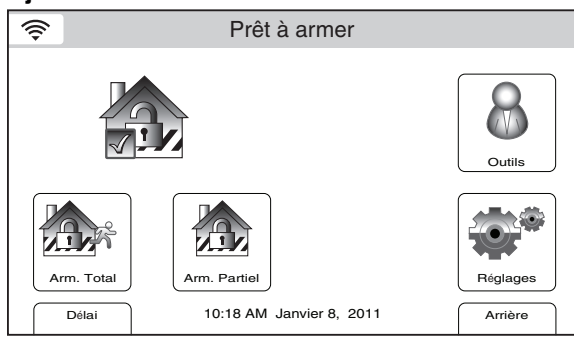 Prêt à armer
Outils
Arm. Total
Arm. Partiel
Réglages
Délai
10:18 AM Janvier 8, 2011
Arrière